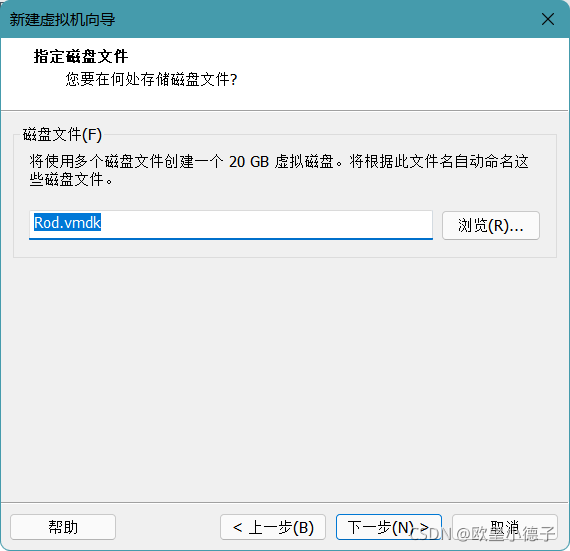 新建虚拟机向导
指定磁盘文件
您要在何处存储磁盘文件?
磁盘文件(F)
将使用多个磁盘文件创建一个 20 GB 虚拟磁盘。将根据此文件名自动命名这
些磁盘文件。
Rod.vmdk
浏览(R)...
帮助
< 上一步(B)
下一步(N) >
取消
CSDN @欧皇小德子